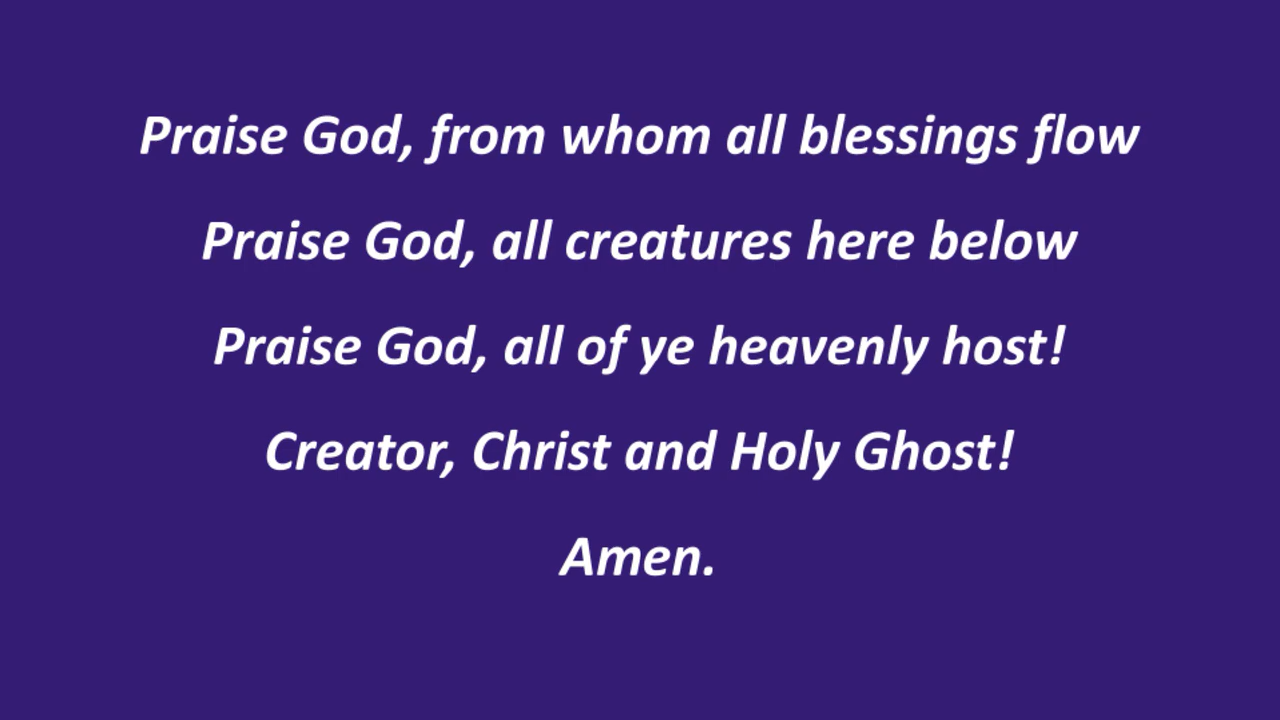 Praise God, from whom all blessings flow
Praise God, all creatures here below
Praise God, all of ye heavenly host!
Creator, Christ and Holy Ghost!
Amen.